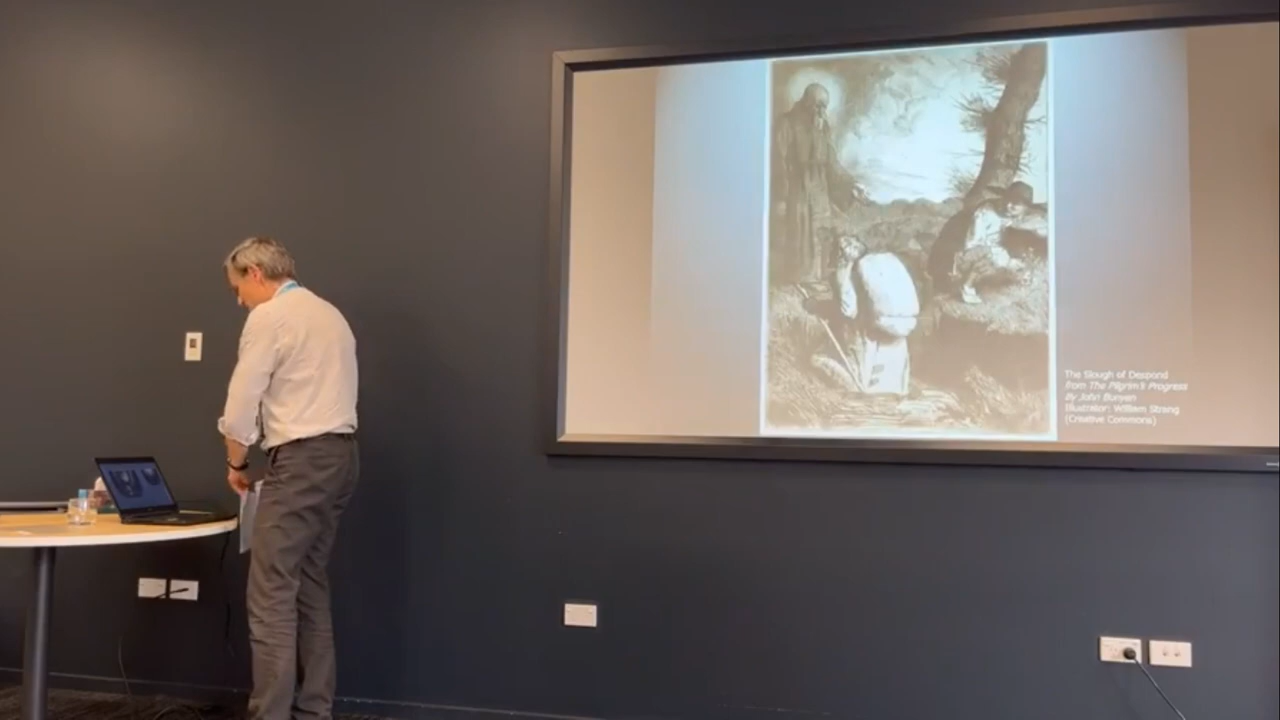 The Slough of Despond
from The Pilgrim's Progress
by John Bunyan
Illustrator: William Strang
(Creative Commons)